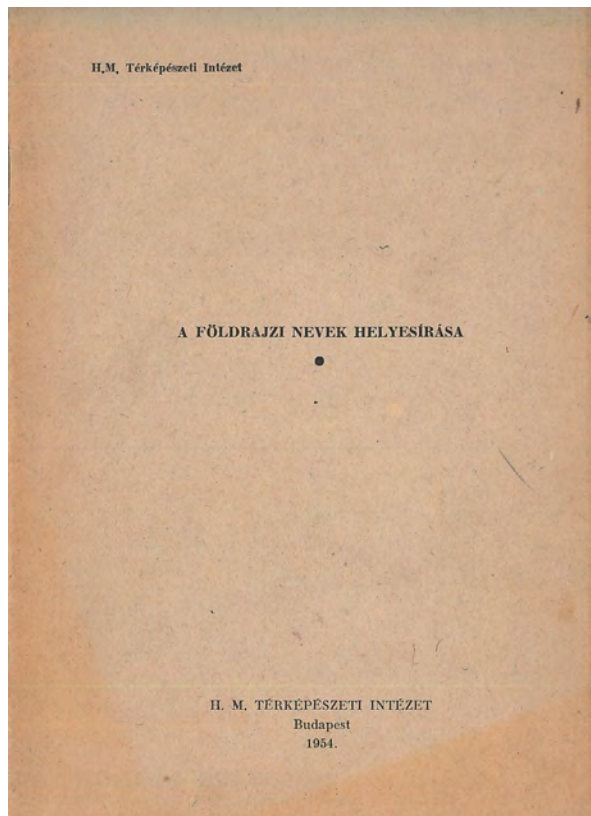 H.M. Térképészeti Intézet
A FÖLDRAJZI NEVEK HELYESÍRÁSA
H. M. TÉRKÉPÉSZETI INTÉZET
Budapest
1954.